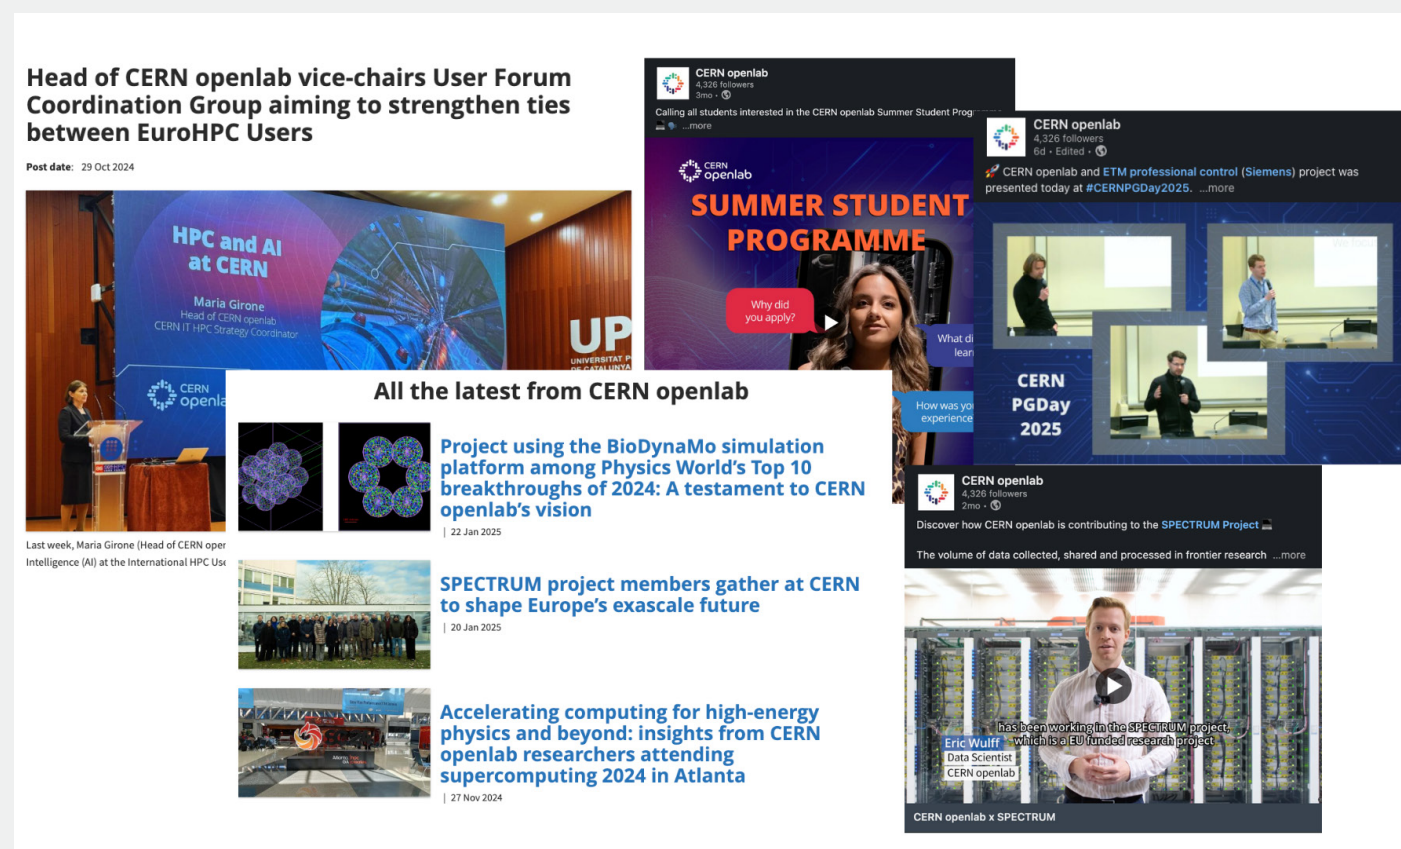 Head of CERN openlab vice-chairs User Forum
Coordination Group aiming to strengthen ties
between EuroHPC Users
Post date: 29 Oct 2024
HPC and AI
at CERN
Maria Girone
Head of CERN openlab
CERN IT HPC Strategy Coordinator
CERN
openla
UP
UNIVERSITAT P
DE CATALUNYA
Last week, Maria Girone (Head of CERN oper
Intelligence (AI) at the International HPC Use
CERN openlab
4,326 followers
3mo •
Calling all students interested in the CERN openlab Summer Student Progr
...more
CERN
openlab
SUMMER STUDENT
PROGRAMME
Why did
you apply?
What di
lear
How was yo
experience
CERN openlab
4,326 followers
6d • Edited •
🚀 CERN openlab and ETM professional control (Siemens) project was
presented today at #CERNPGDay2025. ...more
CERN
PGDay
2025
All the latest from CERN openlab
Project using the BioDynaMo simulation
platform among Physics World's Top 10
breakthroughs of 2024: A testament to CERN
openlab's vision
| 22 Jan 2025
SPECTRUM project members gather at CERN
to shape Europe's exascale future
| 20 Jan 2025
Accelerating computing for high-energy
physics and beyond: insights from CERN
openlab researchers attending
supercomputing 2024 in Atlanta
| 27 Nov 2024
CERN openlab
4,326 followers
2mo •
Discover how CERN openlab is contributing to the SPECTRUM Project
The volume of data collected, shared and processed in frontier research ...more
has been working in the SPECTRUM project,
which is a EU funded research project
Eric Wulff
Data Scientist
CERN openlab
CERN openlab x SPECTRUM